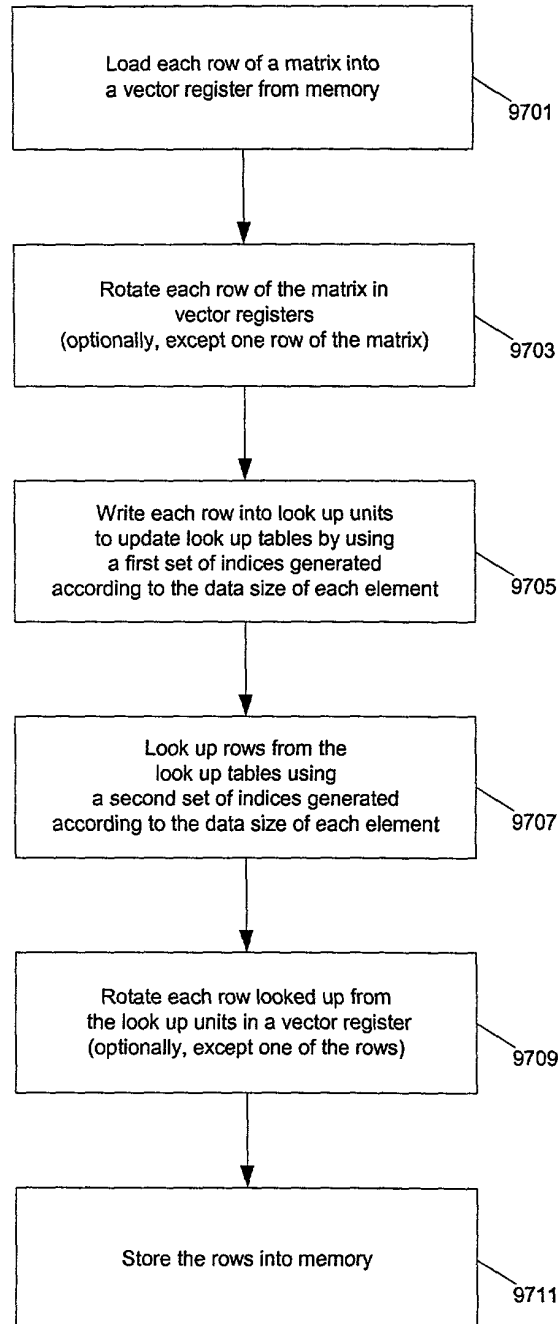 Load each row of a matrix into
a vector register from memory
9701
Rotate each row of the matrix in
vector registers
(optionally, except one row of the matrix)
9703
Write each row into look up units
to update look up tables by using
a first set of indices generated
according to the data size of each element
9705
Look up rows from the
look up tables using
a second set of indices generated
according to the data size of each element
9707
Rotate each row looked up from
the look up units in a vector register
(optionally, except one of the rows)
9709
Store the rows into memory
9711